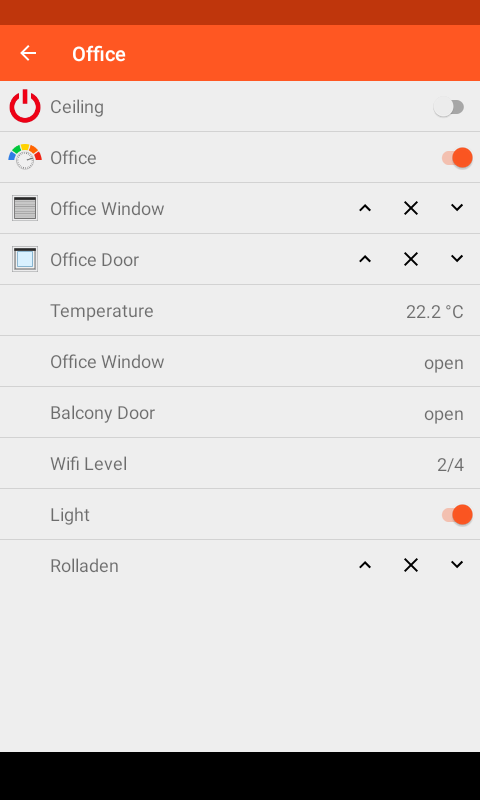 Office
Ceiling
Office
Office Window
Office Door
Temperature 22.2 °C
Office Window open
Balcony Door open
Wifi Level 2/4
Light
Rolladen